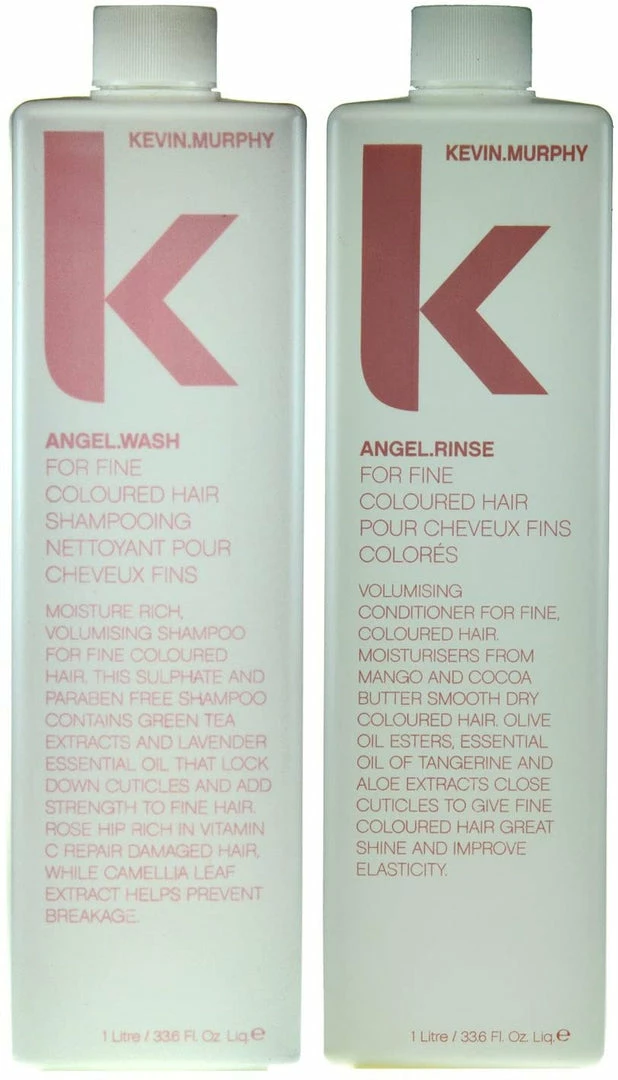 KEVIN.MURPHY
k
ANGEL.WASH
FOR FINE
COLOURED HAIR
SHAMPOOING
NETTOYANT POUR
CHEVEUX FINS
MOISTURE RICH,
VOLUMISING SHAMPOO
FOR FINE COLOURED
HAIR. THIS SULPHATE AND
PARABEN FREE SHAMPOO
CONTAINS GREEN TEA
EXTRACTS AND LAVENDER
ESSENTIAL OIL THAT LOCK
DOWN CUTICLES AND ADD
STRENGTH TO FINE HAIR.
ROSE HIP RICH IN VITAMIN
C REPAIR DAMAGED HAIR,
WHILE CAMELLIA LEAF
EXTRACT HELPS PREVENT
BREAKAGE.
1 Litre / 33.6 Fl. Oz. Liq.℮
KEVIN.MURPHY
k
ANGEL.RINSE
FOR FINE
COLOURED HAIR
POUR CHEVEUX FINS
COLORÉS
VOLUMISING
CONDITIONER FOR FINE,
COLOURED HAIR.
MOISTURISERS FROM
MANGO AND COCOA
BUTTER SMOOTH DRY
COLOURED HAIR. OLIVE
OIL ESTERS, ESSENTIAL
OIL OF TANGERINE AND
ALOE EXTRACTS CLOSE
CUTICLES TO GIVE FINE
COLOURED HAIR GREAT
SHINE AND IMPROVE
ELASTICITY.
1 Litre / 33.6 Fl. Oz. Liq.℮